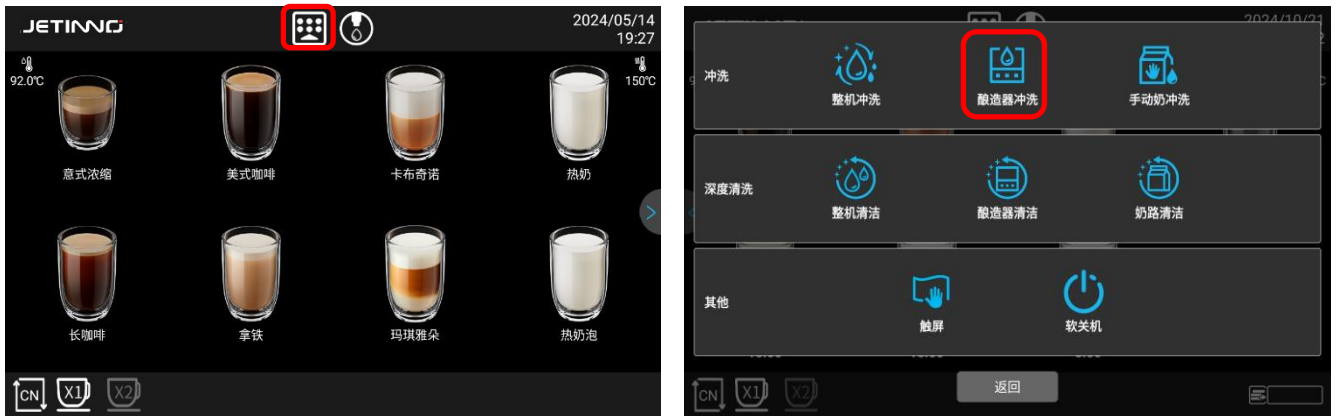 JETINNO
2024/05/14
19:27
92.0℃
150℃
意式浓缩
美式咖啡
卡布奇诺
热奶
>
长咖啡
拿铁
玛琪雅朵
热奶泡
CN
X1
X2
2024/10/21
冲洗
整机冲洗
酿造器冲洗
手动奶冲洗
深度清洗
整机清洁
酿造器清洁
奶路清洁
其他
触屏
软关机
返回
CN
X1
X2